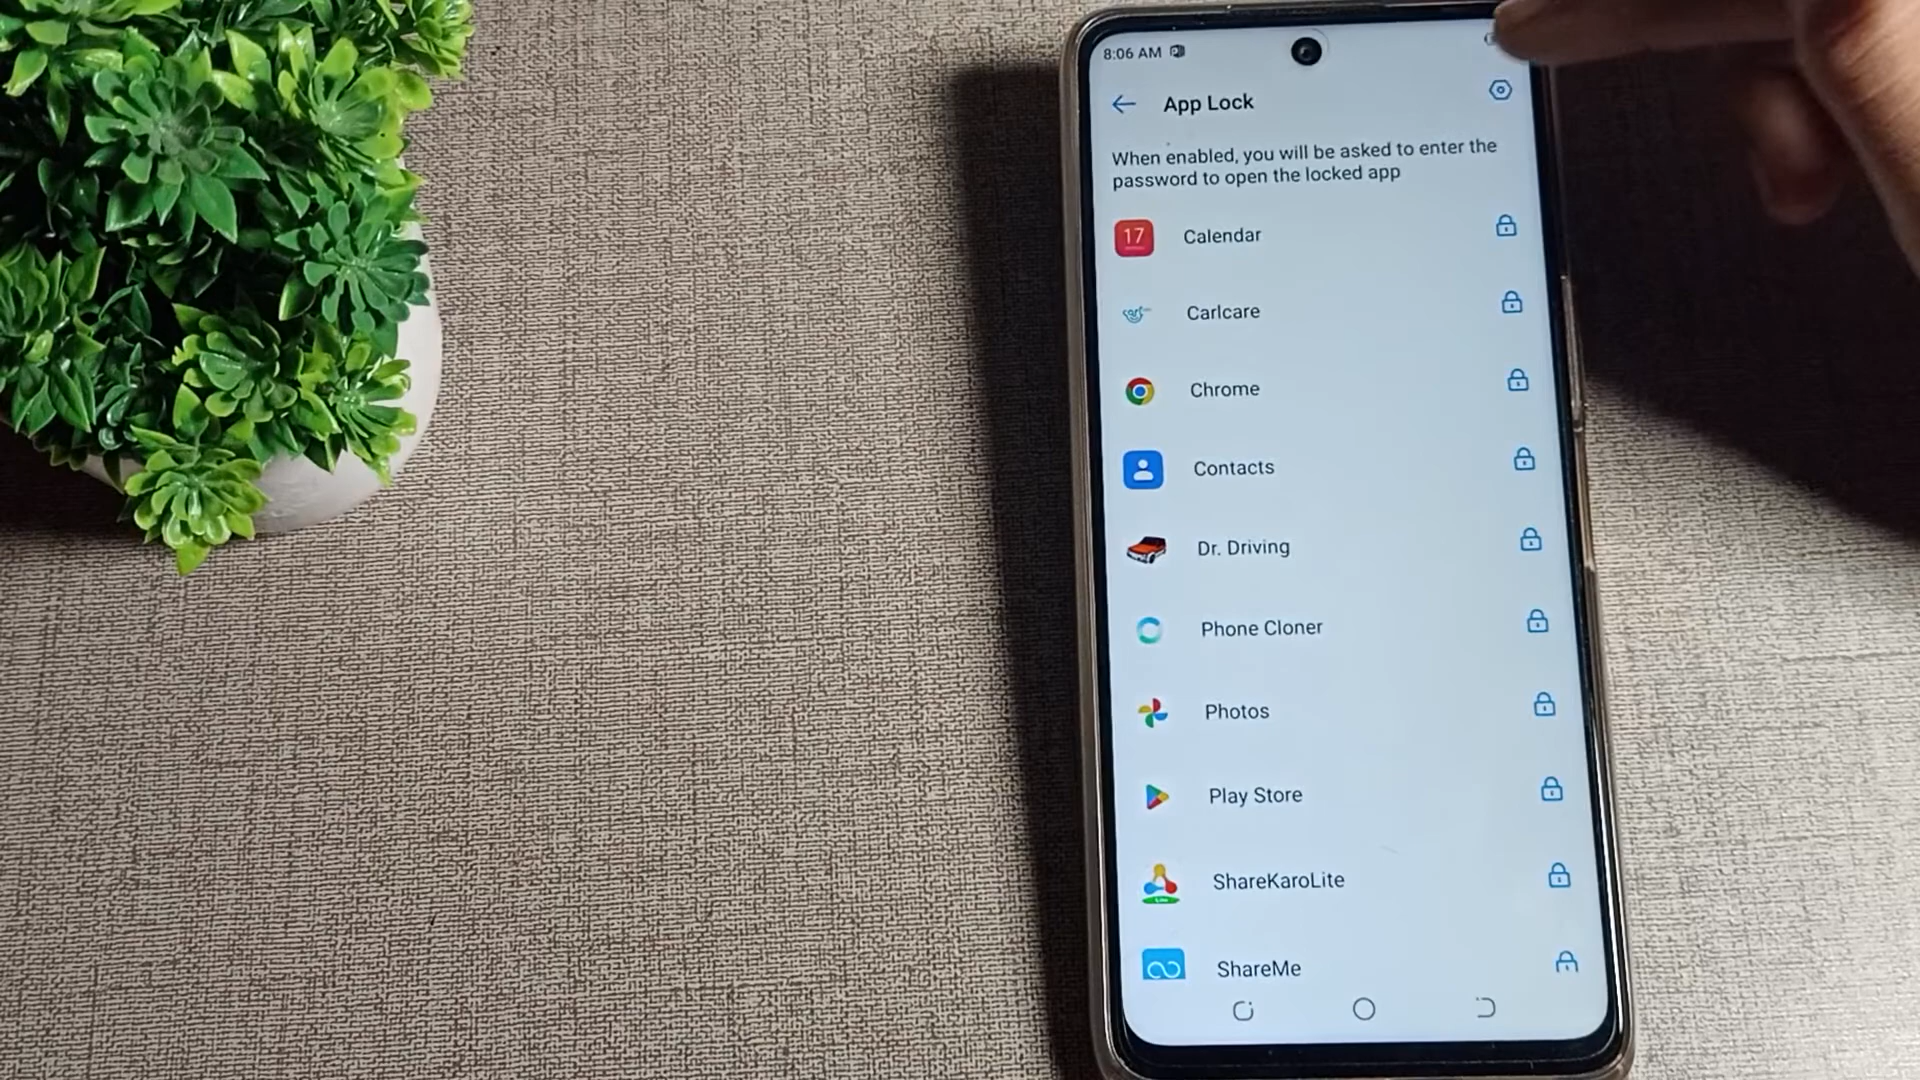 8:06 AM
App Lock
When enabled, you will be asked to enter the
password to open the locked app
17
Calendar
Carlcare
Chrome
Contacts
Dr. Driving
Phone Cloner
Photos
Play Store
ShareKaroLite
ShareMe